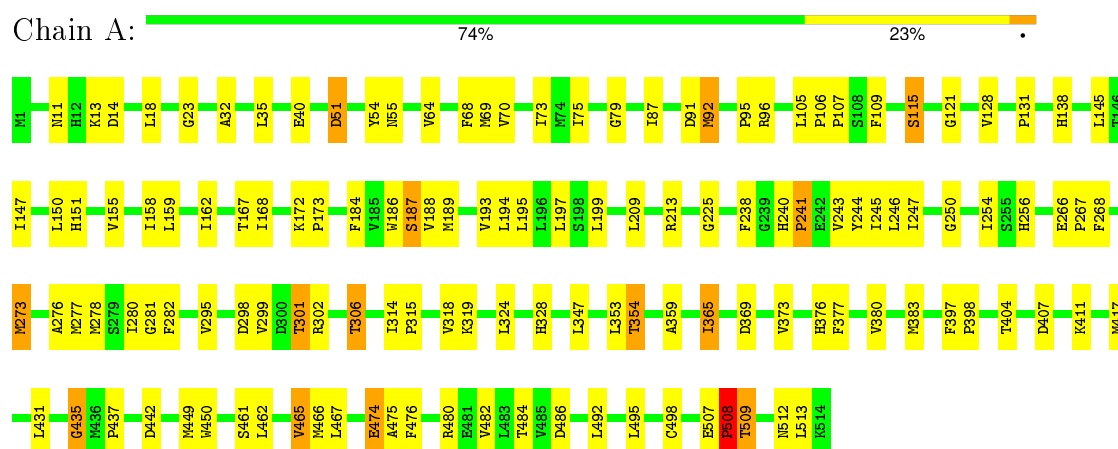 Chain A:
74% 23% •
M1 N11 H12 K13 D14 L18 G23 A32 L35 E40 D51 Y54 N55 V64 F68 M69 V70 I73 M74 I75 G79 I87 D91 M92 P95 R96 L105 P106 P107 S108 F109 S115 G121 V128 P131 H138 L145 T146
I147 L150 H151 V155 I158 L159 I162 T167 I168 K172 P173 F184 V185 W186 S187 V188 M189 V193 L194 L195 L196 L197 S198 L199 L209 R213 G225 F238 G239 H240 P241 E242 V243 Y244 I245 L246 I247 G250 I254 S255 H256 E266 P267 F268
M273 A276 M277 M278 S279 I280 G281 F282 V295 D298 V299 D300 T301 R302 T306 I314 P315 V318 K319 L324 H328 L347 L353 T354 A359 I365 D369 V373 H376 F377 V380 M383 F397 P398 T404 D407 K411 M417
L431 G435 M436 P437 D442 M449 W450 S461 L462 V465 M466 L467 E474 A475 F476 R480 E481 V482 L483 T484 V485 D486 L492 L495 C498 E507 P508 T509 N512 L513 K514